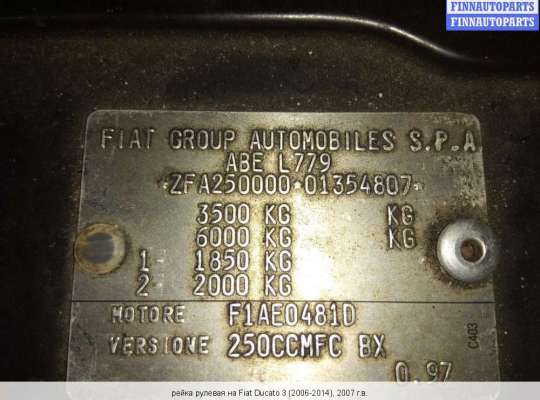 FINNAUTOPARTS
FINNAUTOPARTS
FIAT GROUP AUTOMOBILES S.P.A
ABE L779
*ZFA250000*01354807*
3500 KG KG
6000 KG KG
1- 1850 KG
2- 2000 KG
MOTORE F1AE0481D
VERSIONE 250CCMFC BX
0.97
C403
рейка рулевая на Fiat Ducato 3 (2006-2014), 2007 г.в.